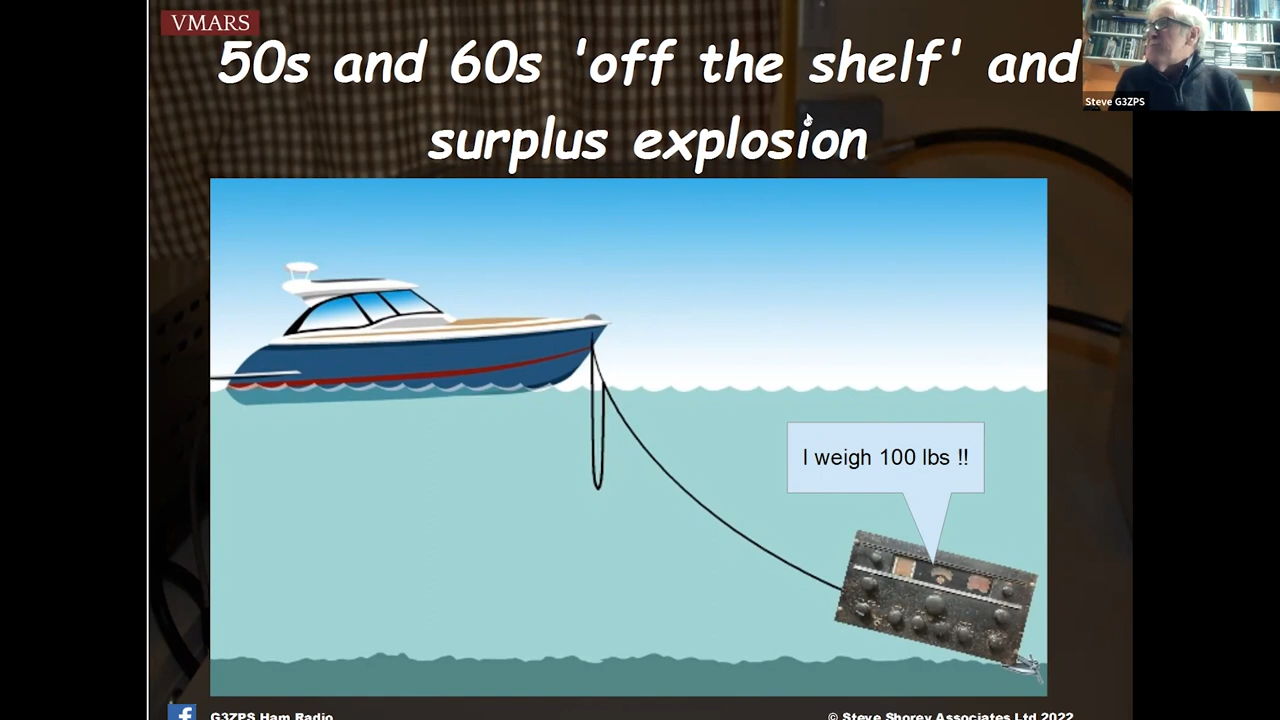 VMARS
50s and 60s 'off the shelf' and
surplus explosion
Steve G3ZPS
I weigh 100 lbs !!
G3ZPS Ham Radio
© Steve Shorey Associates Ltd 2022